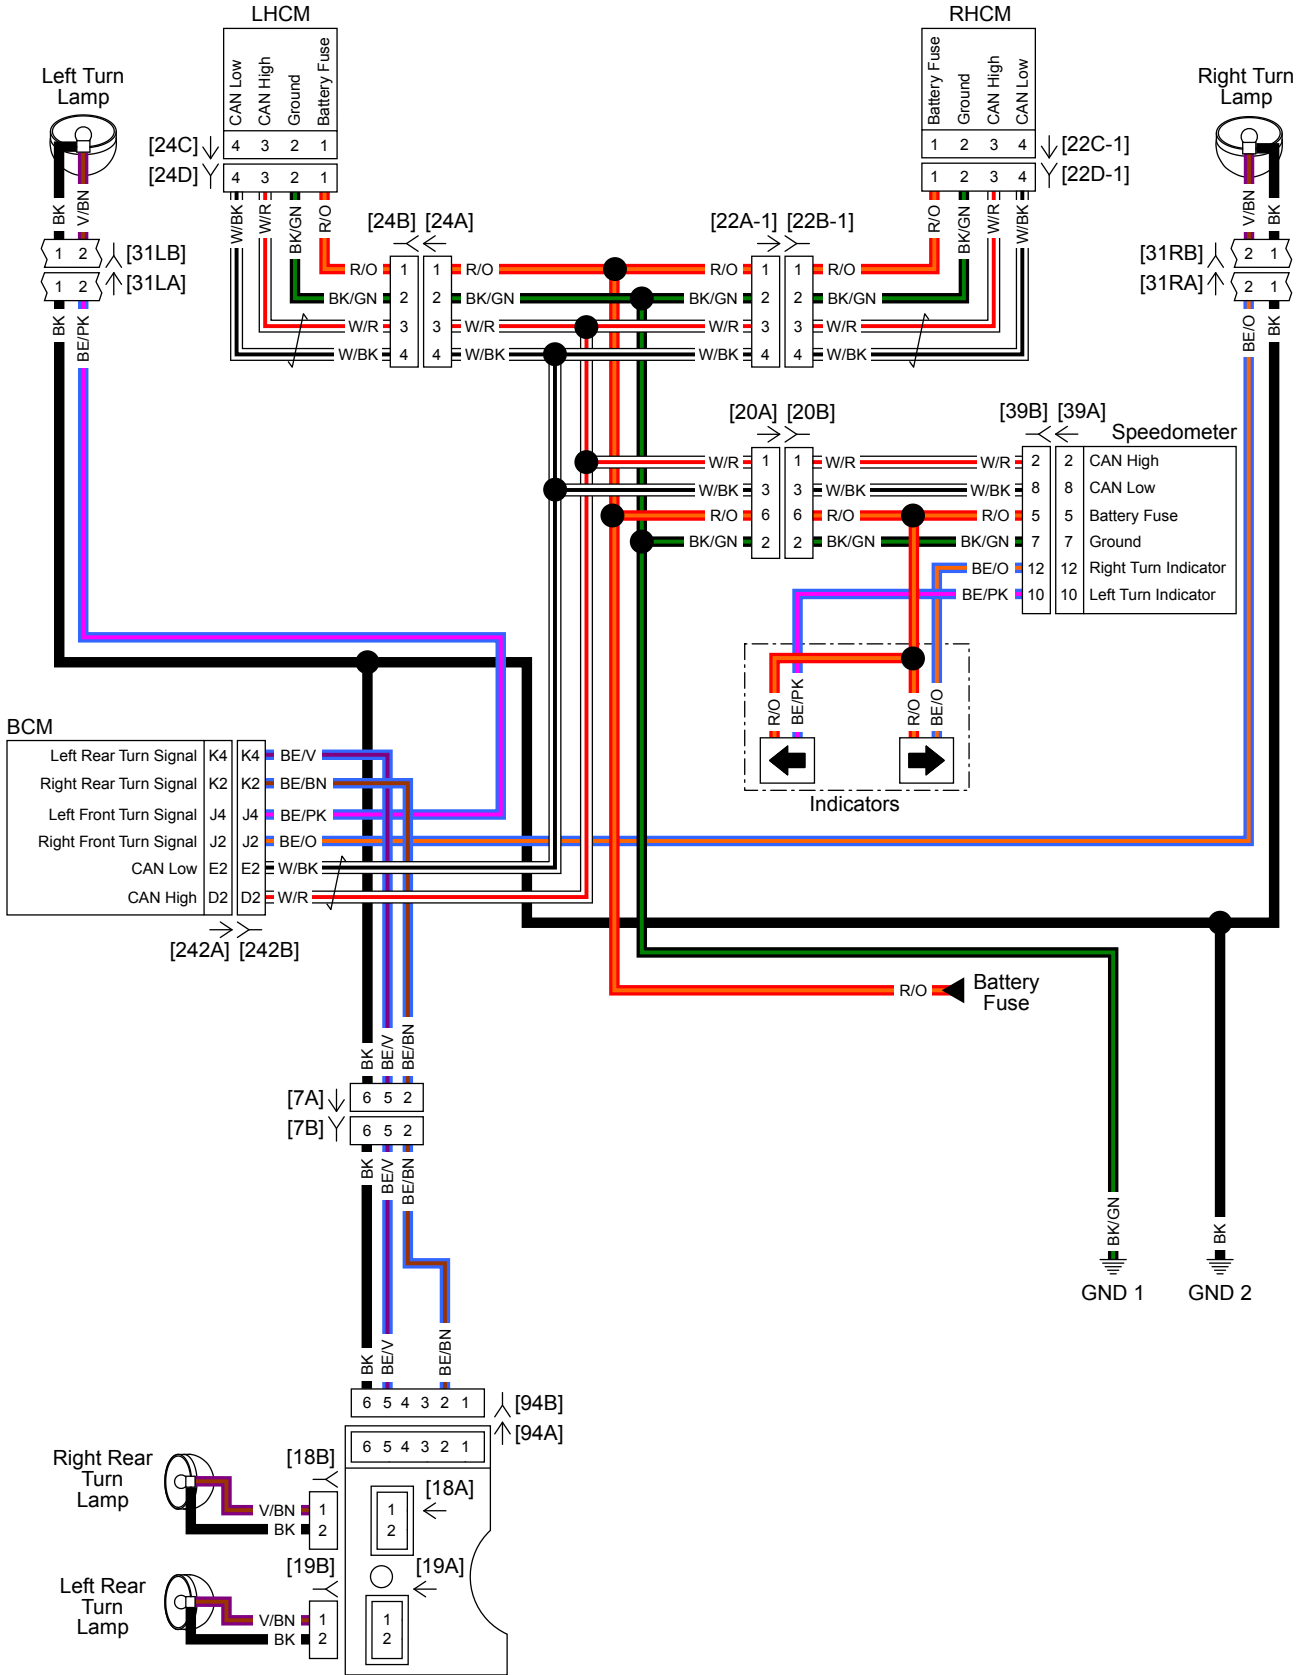 LHCM
RHCM
CAN Low
CAN High
Ground
Battery Fuse
Battery Fuse
Ground
CAN High
CAN Low
Left Turn
Lamp
Right Turn
Lamp
[24C] 4 3 2 1
[24D] 4 3 2 1
1 2 3 4 [22C-1]
1 2 3 4 [22D-1]
W/BK W/R BK/GN R/O
R/O BK/GN W/R W/BK
BK V/BN
V/BN BK
1 2 [31LB]
1 2 [31LA]
BK BE/PK
[31RB] 2 1
[31RA] 2 1
BE/O BK
[24B] [24A]
[22A-1] [22B-1]
R/O 1 1 R/O R/O 1 1 R/O
BK/GN 2 2 BK/GN BK/GN 2 2 BK/GN
W/R 3 3 W/R W/R 3 3 W/R
W/BK 4 4 W/BK W/BK 4 4 W/BK
[20A] [20B]
[39B] [39A]
Speedometer
W/R 1 1 W/R W/R 2 2 CAN High
W/BK 3 3 W/BK W/BK 8 8 CAN Low
R/O 6 6 R/O R/O 5 5 Battery Fuse
BK/GN 2 2 BK/GN BK/GN 7 7 Ground
BE/O 12 12 Right Turn Indicator
BE/PK 10 10 Left Turn Indicator
R/O BE/PK R/O BE/O
Indicators
BCM
Left Rear Turn Signal K4 K4 BE/V
Right Rear Turn Signal K2 K2 BE/BN
Left Front Turn Signal J4 J4 BE/PK
Right Front Turn Signal J2 J2 BE/O
CAN Low E2 E2 W/BK
CAN High D2 D2 W/R
[242A] [242B]
R/O Battery
Fuse
BK BE/V BE/BN
[7A] 6 5 2
[7B] 6 5 2
BK BE/V BE/BN
BK/GN BK
GND 1 GND 2
BK BE/V BE/BN
6 5 4 3 2 1 [94B]
[94A]
6 5 4 3 2 1
Right Rear
Turn
Lamp
[18B]
[18A]
V/BN 1 1
BK 2 2
Left Rear
Turn
Lamp
[19B]
[19A]
V/BN 1 1
BK 2 2